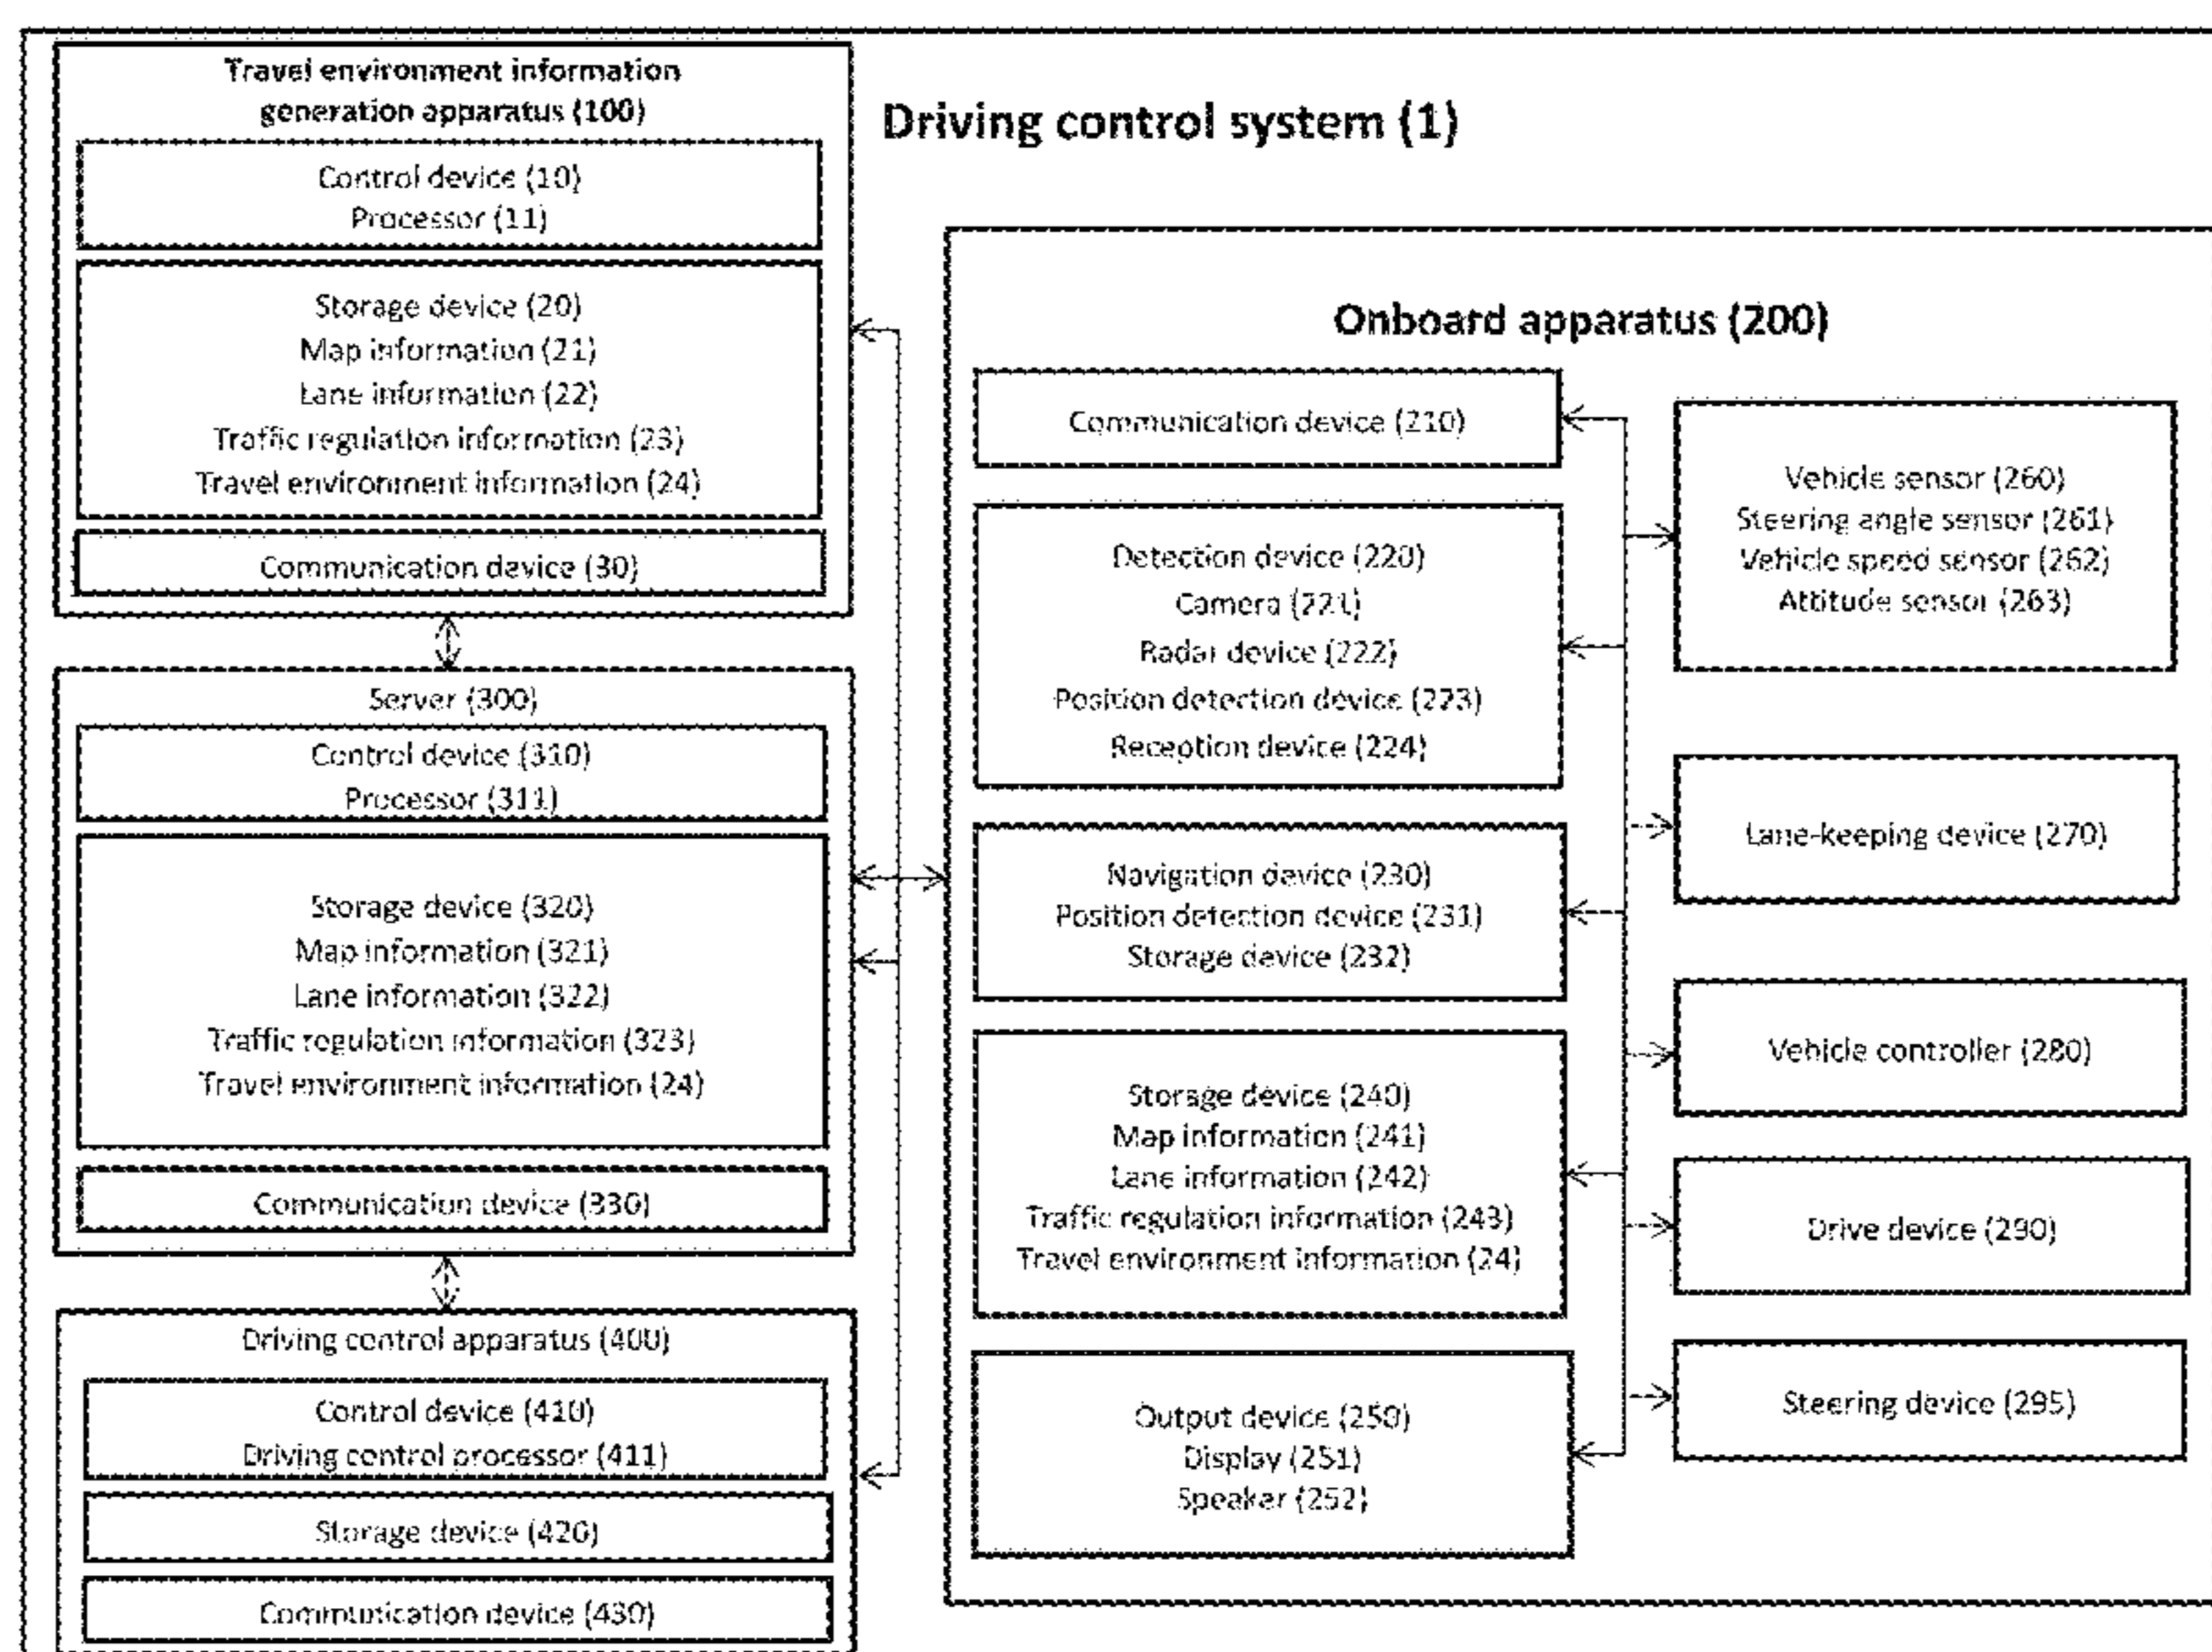 Travel environment information
generation apparatus (100)
Control device (10)
Processor (11)
Storage device (20)
Map information (21)
Lane information (22)
Traffic regulation information (23)
Travel environment information (24)
Communication device (30)
Server (300)
Control device (310)
Processor (311)
Storage device (320)
Map information (321)
Lane information (322)
Traffic regulation information (323)
Travel environment information (24)
Communication device (330)
Driving control apparatus (400)
Control device (410)
Driving control processor (411)
Storage device (420)
Communication device (430)
Driving control system (1)
Onboard apparatus (200)
Communication device (210)
Detection device (220)
Camera (221)
Radar device (222)
Position detection device (223)
Reception device (224)
Navigation device (230)
Position detection device (231)
Storage device (232)
Storage device (240)
Map information (241)
Lane information (242)
Traffic regulation information (243)
Travel environment information (24)
Output device (250)
Display (251)
Speaker (252)
Vehicle sensor (260)
Steering angle sensor (261)
Vehicle speed sensor (262)
Attitude sensor (263)
Lane-keeping device (270)
Vehicle controller (280)
Drive device (290)
Steering device (295)